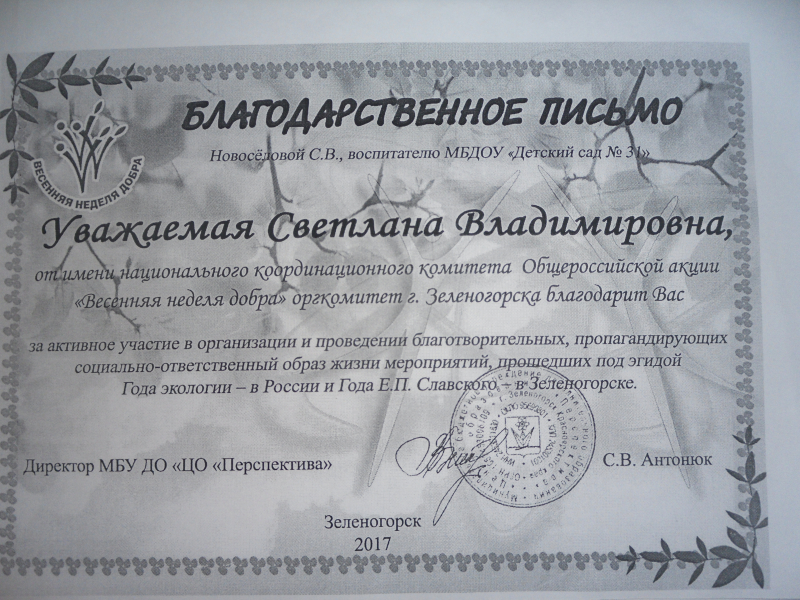 БЛАГОДАРСТВЕННОЕ ПИСЬМО
Новосёловой С.В., воспитателю МБДОУ «Детский сад № 31»
ВЕСЕННЯЯ НЕДЕЛЯ ДОБРА
Уважаемая Светлана Владимировна,
от имени национального координационного комитета Общероссийской акции
«Весенняя неделя добра» оргкомитет г. Зеленогорска благодарит Вас
за активное участие в организации и проведении благотворительных, пропагандирующих
социально-ответственный образ жизни мероприятий, прошедших под эгидой
Года экологии – в России и Года Е.П. Славского – в Зеленогорске.
Директор МБУ ДО «ЦО «Перспектива»
С.В. Антонюк
Зеленогорск
2017